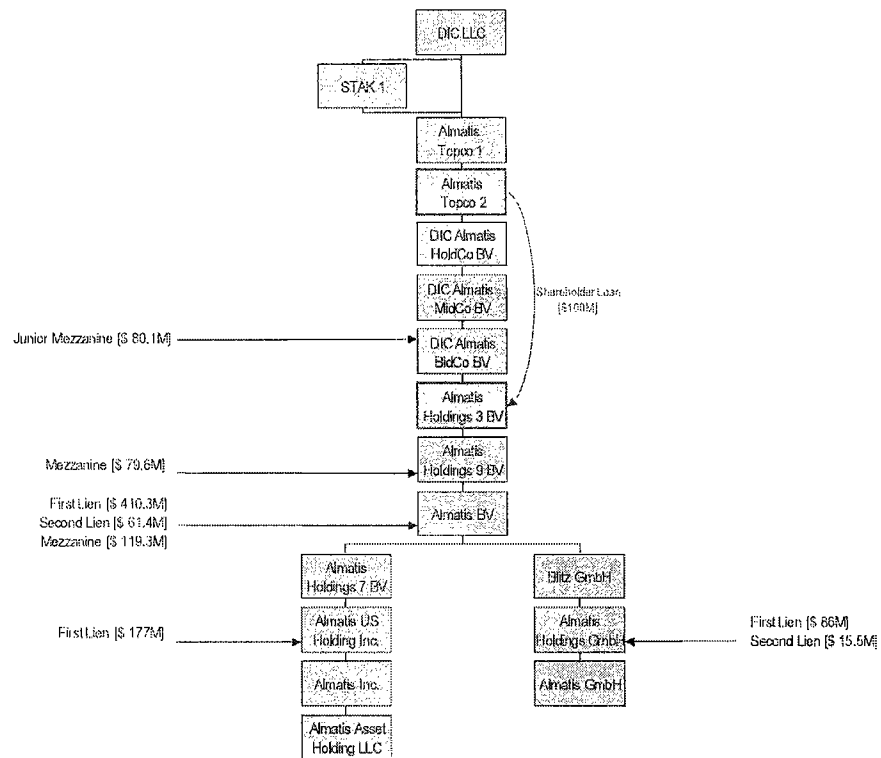 DIC LLC
STAK 1
Almatis
Topco 1
Almatis
Topco 2
DIC Almatis
HoldCo BV
Shareholder Loan
[$100M]
DIC Almatis
MidCo BV
Junior Mezzanine [$ 80.1M]
DIC Almatis
BidCo BV
Almatis
Holdings 3 BV
Mezzanine [$ 79.6M]
Almatis
Holdings 9 BV
First Lien [$ 410.3M]
Second Lien [$ 61.4M]
Mezzanine [$ 119.3M]
Almatis BV
Almatis
Holdings 7 BV
Blitz GmbH
First Lien [$ 177M]
Almatis US
Holding Inc.
Almatis
Holdings GmbH
First Lien [$ 86M]
Second Lien [$ 15.5M]
Almatis Inc.
Almatis GmbH
Almatis Asset
Holding LLC